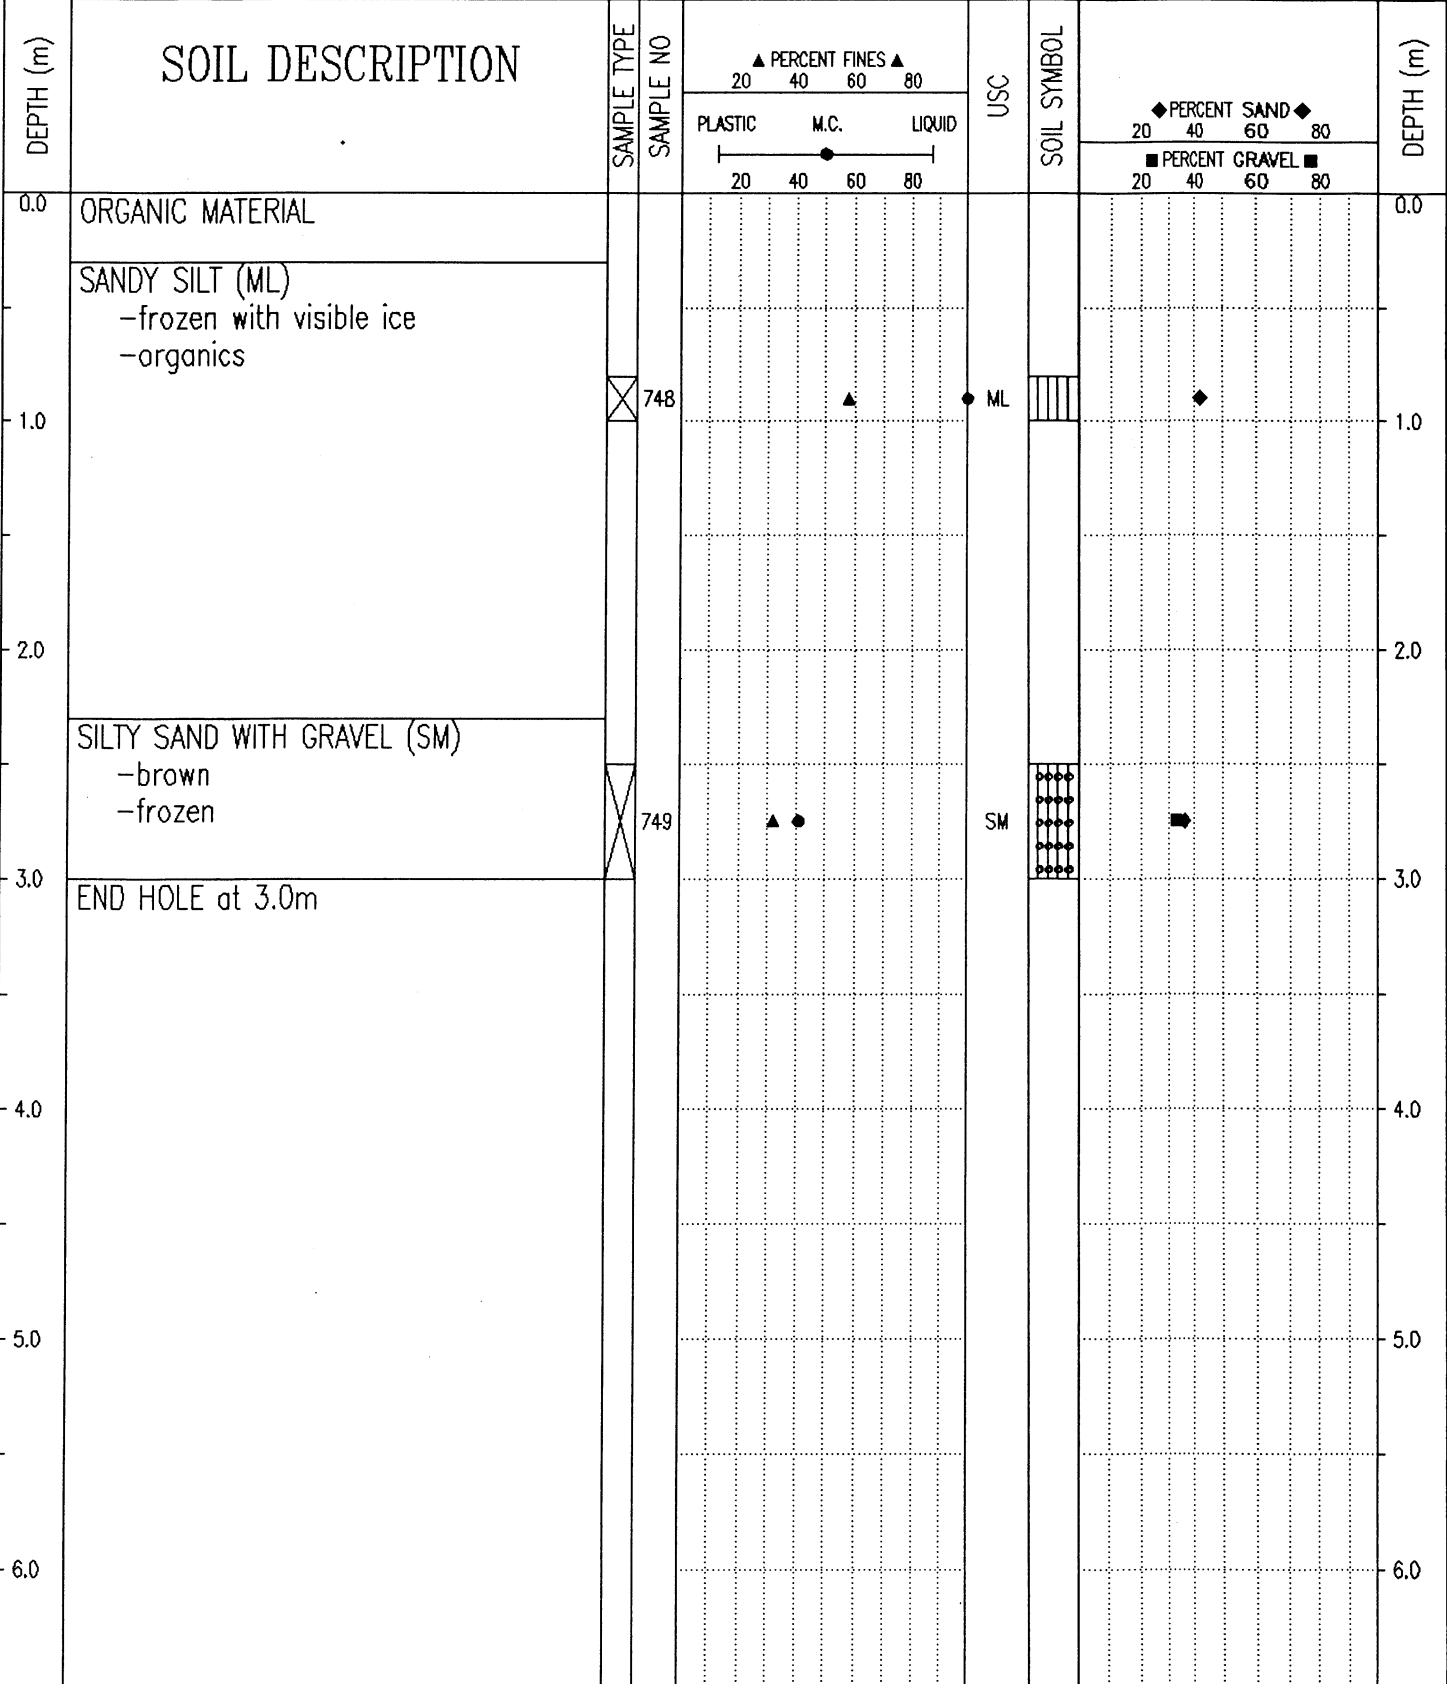 DEPTH (m)
SOIL DESCRIPTION
SAMPLE TYPE
SAMPLE NO
▲ PERCENT FINES ▲
20 40 60 80
PLASTIC M.C. LIQUID
20 40 60 80
USC
SOIL SYMBOL
◆PERCENT SAND◆
20 40 60 80
■PERCENT GRAVEL■
20 40 60 80
DEPTH (m)
0.0 ORGANIC MATERIAL 0.0
SANDY SILT (ML)
-frozen with visible ice
-organics
748 ML
1.0 1.0
2.0 2.0
SILTY SAND WITH GRAVEL (SM)
-brown
-frozen
749 SM
3.0 3.0
END HOLE at 3.0m
4.0 4.0
5.0 5.0
6.0 6.0